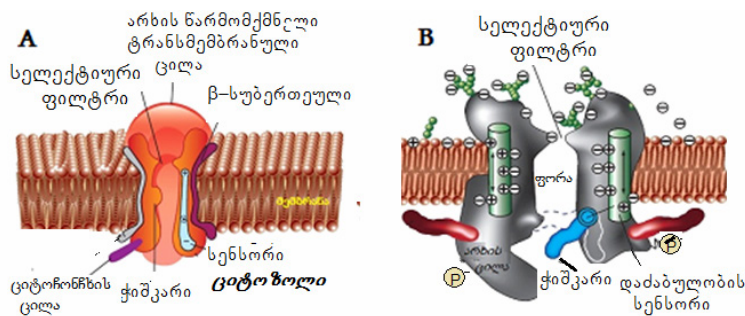 A
არხის წარმომქმნელი
ტრანსმემბრანული
ცილა
სელექტიური
ფილტრი
β–სუბერთეული
მემბრანა
სენსორი
ციტოზოლი
ციტოჩონჩხის
ცილა
ჭიშკარი
B
სელექტიური
ფილტრი
ფორა
არხის
ცილა
P
P
ჭიშკარი
დაძაბულობის
სენსორი